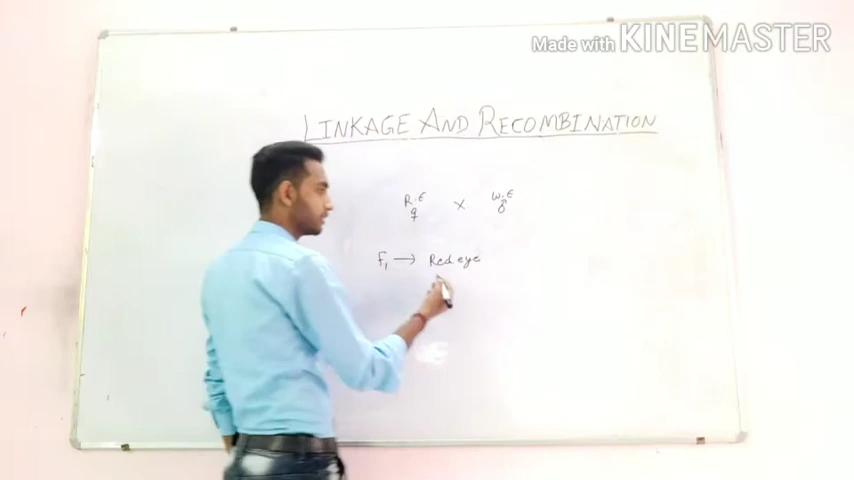 Made with KINEMASTER
LINKAGE AND RECOMBINATION
R.E × W.E
♀ ♂
F₁ → Red eye